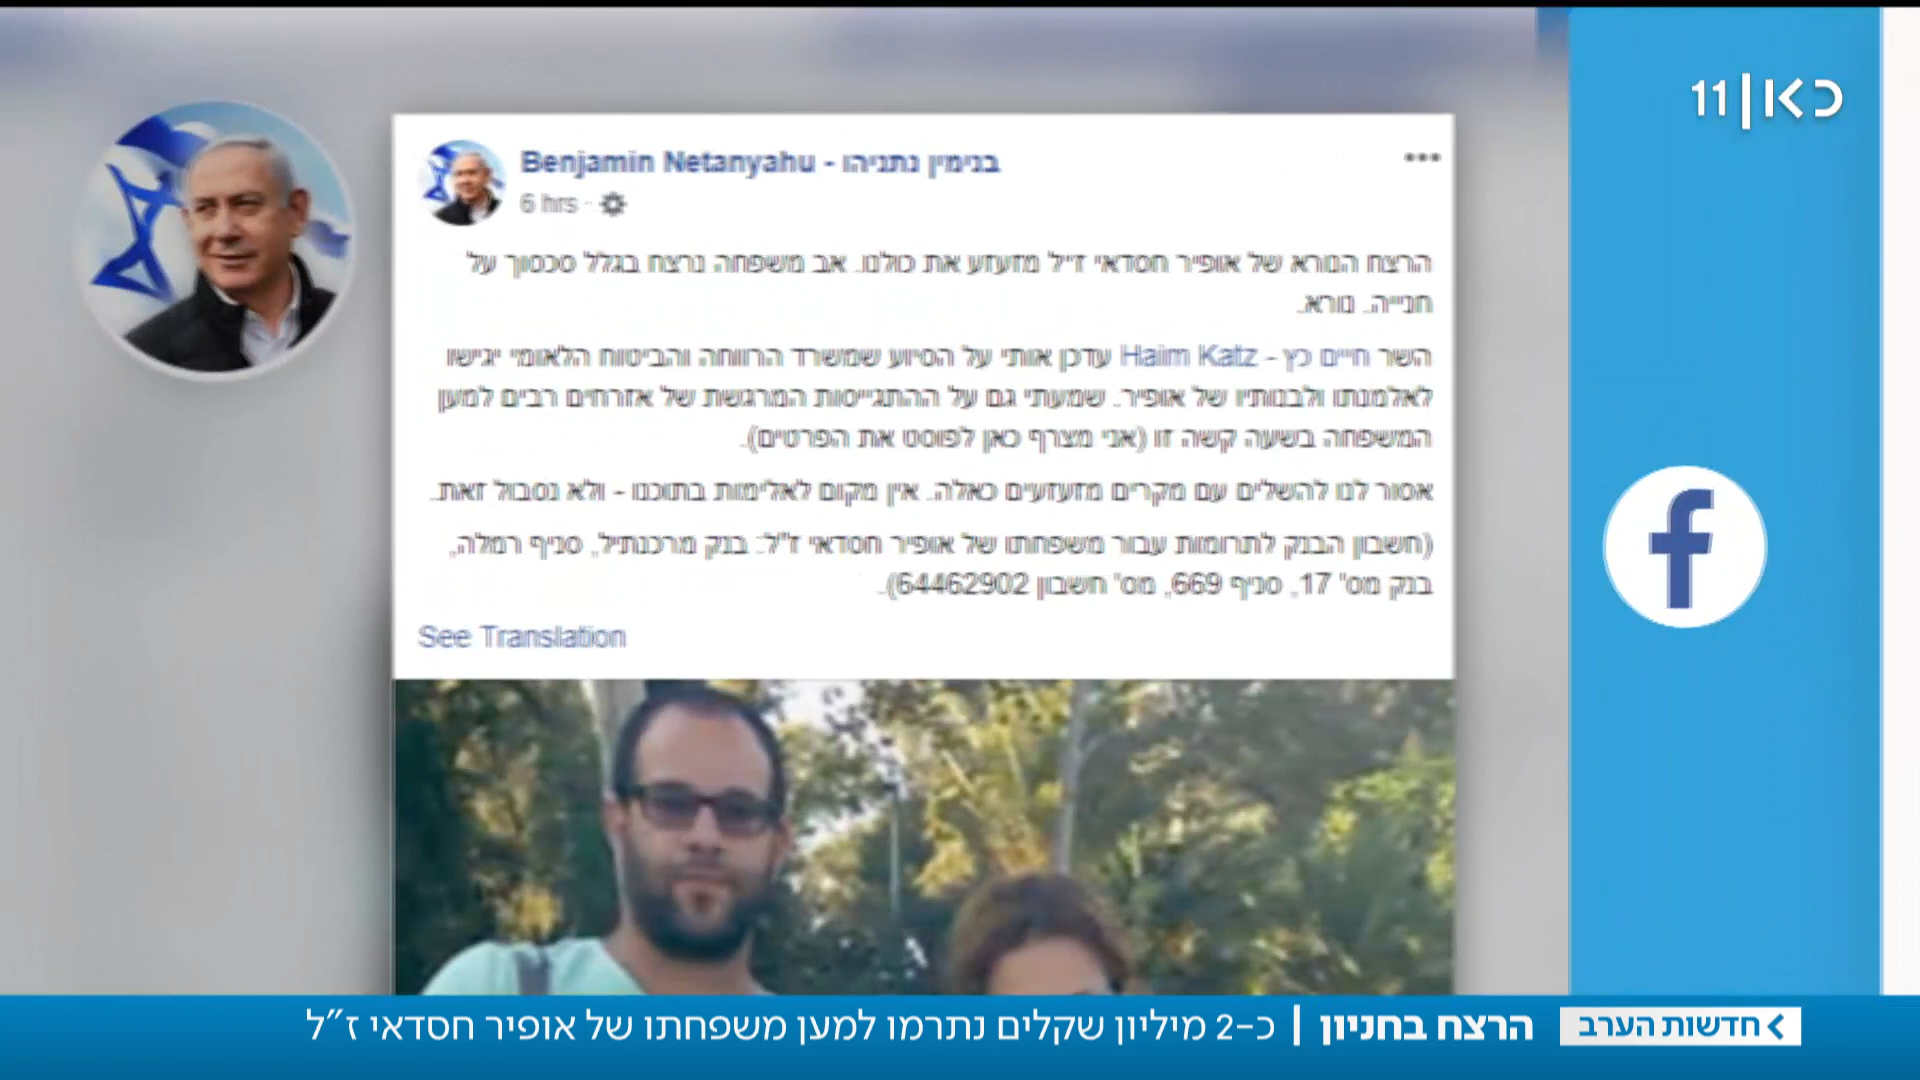 כאן 11
Benjamin Netanyahu - בנימין נתניהו
6 hrs
הרצח הנורא של אופיר חסדאי ז״ל מזעזע את כולנו. אב משפחה נרצח בגלל סכסוך על
חנייה. נורא.
השר חיים כץ - Haim Katz עדכן אותי על הסיוע שמשרד הרווחה והביטוח הלאומי יגישו
לאלמנתו ולבנותיו של אופיר. שמעתי גם על ההתגייסות המרגשת של אזרחים רבים למען
המשפחה בשעה קשה זו (אני מצרף כאן לפוסט את הפרטים).
אסור לנו להשלים עם מקרים מזעזעים כאלה. אין מקום לאלימות בתוכנו - ולא נסבול זאת.
(חשבון הבנק לתרומות עבור משפחתו של אופיר חסדאי ז"ל: בנק מרכנתיל, סניף רמלה,
בנק מס' 17, סניף 669, מס' חשבון 64462902).
See Translation
f
חדשות הערב
הרצח בחניון | כ-2 מיליון שקלים נתרמו למען משפחתו של אופיר חסדאי ז״ל